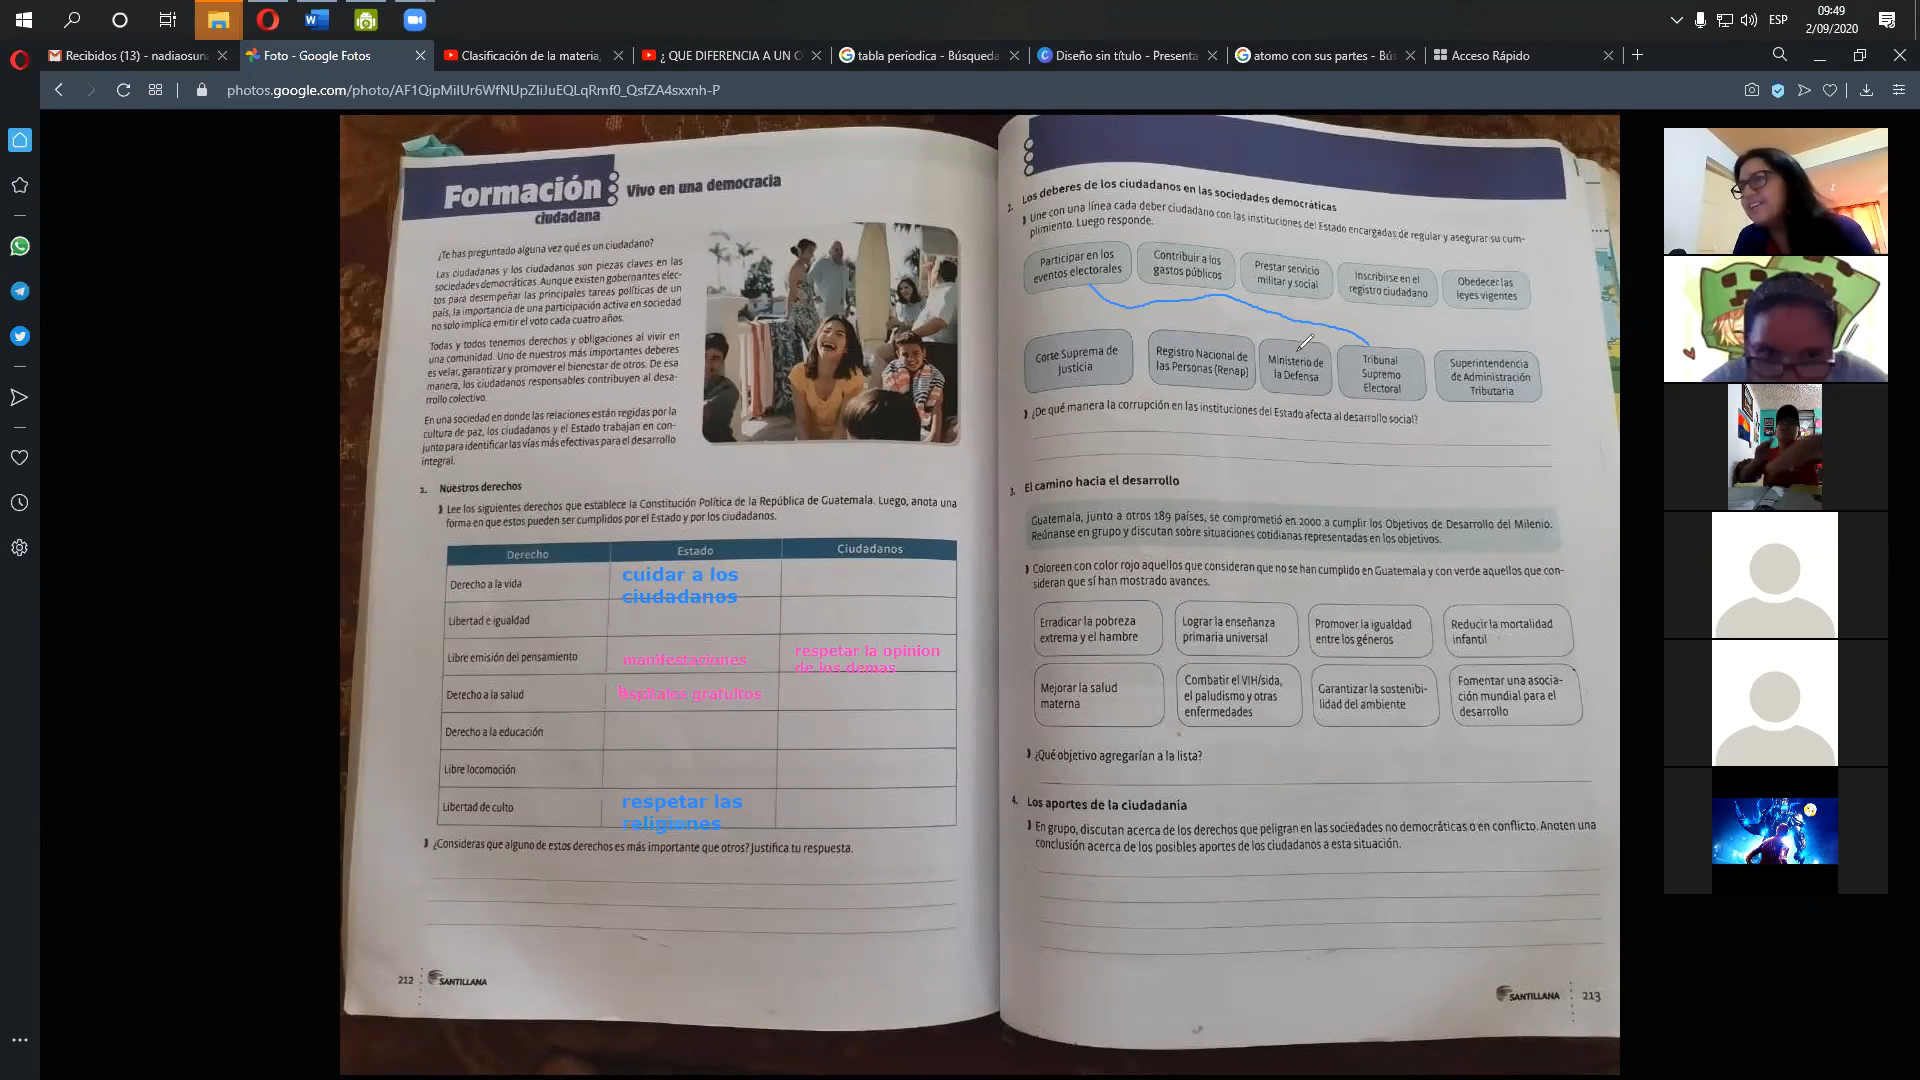 09:49
ESP
2/09/2020
Recibidos (13) - nadiaosuna
Foto - Google Fotos
Clasificación de la materia,
¿ QUE DIFERENCIA A UN C
tabla periodica - Búsqueda
Diseño sin título - Presenta
atomo con sus partes - Bús
Acceso Rápido
photos.google.com/photo/AF1QipMilUr6WfNUpZIiJuEQLqRmf0_QsfZA4sxxnh-P
Formación
ciudadana
Vivo en una democracia
¿Te has preguntado alguna vez qué es un ciudadano?
Las ciudadanas y los ciudadanos son piezas claves en las
sociedades democráticas. Aunque existen gobernantes elec-
tos para desempeñar las principales tareas políticas de un
país, la importancia de una participación activa en sociedad
no solo implica emitir el voto cada cuatro años.
Todas y todos tenemos derechos y obligaciones al vivir en
una comunidad. Uno de nuestros más importantes deberes
es velar, garantizar y promover el bienestar de otros. De esa
manera, los ciudadanos responsables contribuyen al desa-
rrollo colectivo.
En una sociedad en donde las relaciones están regidas por la
cultura de paz, los ciudadanos y el Estado trabajan en con-
junto para identificar las vías más efectivas para el desarrollo
integral.
1. Nuestros derechos
Lee los siguientes derechos que establece la Constitución Política de la República de Guatemala. Luego, anota una
forma en que estos pueden ser cumplidos por el Estado y por los ciudadanos.
Derecho Estado Ciudadanos
Derecho a la vida cuidar a los
ciudadanos
Libertad e igualdad
Libre emisión del pensamiento manifestaciones respetar la opinion
de los demas
Derecho a la salud gratuitos
Derecho a la educación
Libre locomoción
Libertad de culto respetar las
religiones
¿Consideras que alguno de estos derechos es más importante que otros? Justifica tu respuesta.
212 SANTILLANA
2. Los deberes de los ciudadanos en las sociedades democráticas
Une con una línea cada deber ciudadano con las instituciones del Estado encargadas de regular y asegurar su cum-
plimiento. Luego responde.
Participar en los
eventos electorales
Contribuir a los
gastos públicos
Prestar servicio
militar y social
Inscribirse en el
registro ciudadano
Obedecer las
leyes vigentes
Corte Suprema de
Justicia
Registro Nacional de
las Personas (Renap)
Ministerio de
la Defensa
Tribunal
Supremo
Electoral
Superintendencia
de Administración
Tributaria
¿De qué manera la corrupción en las instituciones del Estado afecta al desarrollo social?
3. El camino hacia el desarrollo
Guatemala, junto a otros 189 países, se comprometió en 2000 a cumplir los Objetivos de Desarrollo del Milenio.
Reúnanse en grupo y discutan sobre situaciones cotidianas representadas en los objetivos.
Coloreen con color rojo aquellos que consideran que no se han cumplido en Guatemala y con verde aquellos que con-
sideran que sí han mostrado avances.
Erradicar la pobreza
extrema y el hambre
Lograr la enseñanza
primaria universal
Promover la igualdad
entre los géneros
Reducir la mortalidad
infantil
Mejorar la salud
materna
Combatir el VIH/sida,
el paludismo y otras
enfermedades
Garantizar la sostenibi-
lidad del ambiente
Fomentar una asocia-
ción mundial para el
desarrollo
¿Qué objetivo agregarían a la lista?
4. Los aportes de la ciudadanía
En grupo, discutan acerca de los derechos que peligran en las sociedades no democráticas o en conflicto. Anoten una
conclusión acerca de los posibles aportes de los ciudadanos a esta situación.
SANTILLANA 213